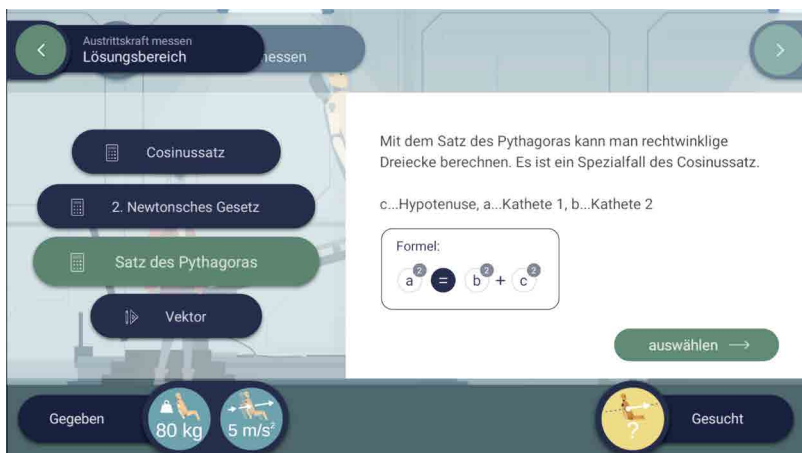 Austrittskraft messen
Lösungsbereich
messen
Cosinussatz
2. Newtonsches Gesetz
Satz des Pythagoras
Vektor
Mit dem Satz des Pythagoras kann man rechtwinklige
Dreiecke berechnen. Es ist ein Spezialfall des Cosinussatz.
c...Hypotenuse, a...Kathete 1, b...Kathete 2
Formel:
a² = b² + c²
auswählen →
Gegeben
80 kg
5 m/s²
?
Gesucht